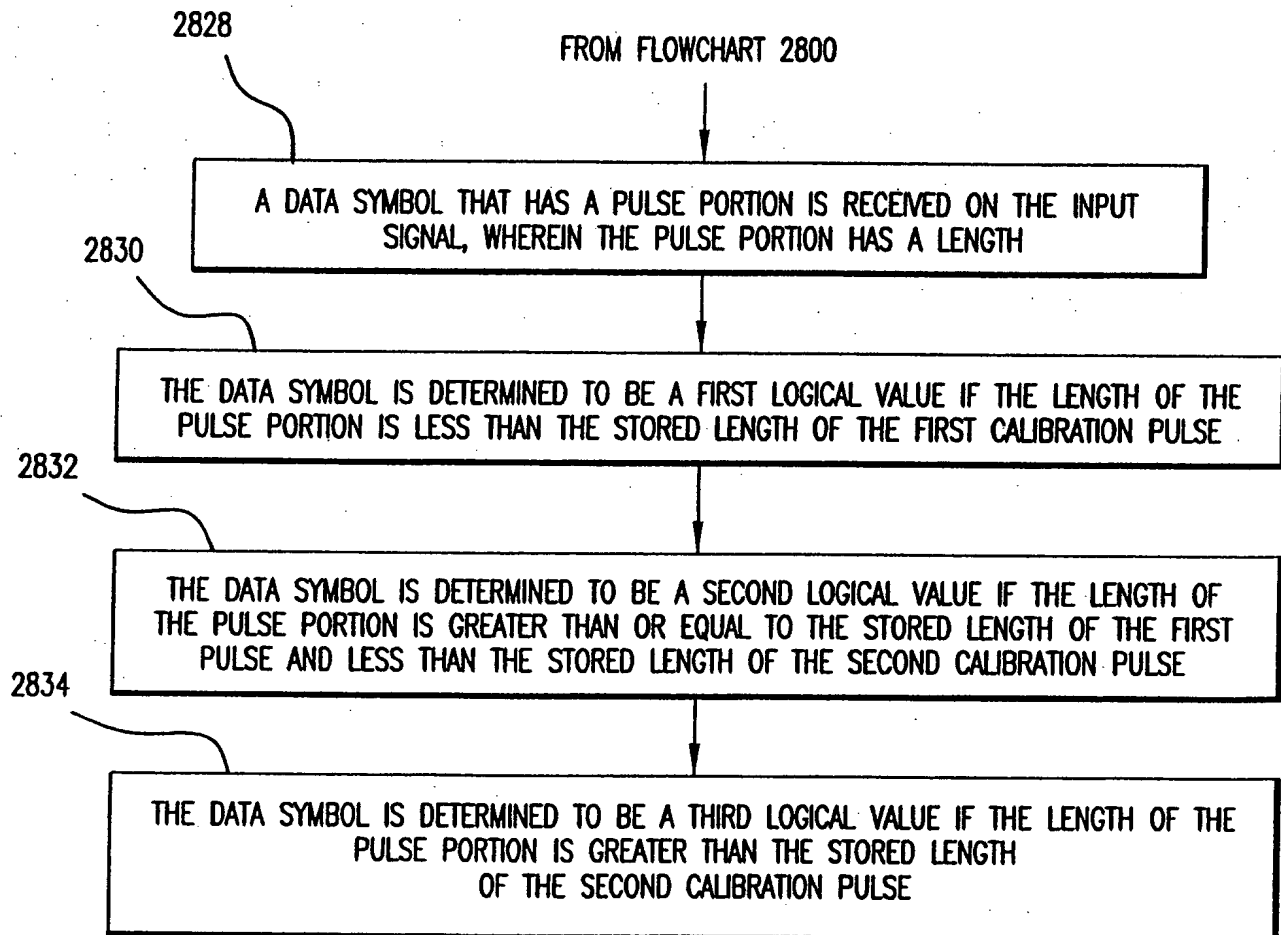 2828
FROM FLOWCHART 2800
A DATA SYMBOL THAT HAS A PULSE PORTION IS RECEIVED ON THE INPUT
SIGNAL, WHEREIN THE PULSE PORTION HAS A LENGTH
2830
THE DATA SYMBOL IS DETERMINED TO BE A FIRST LOGICAL VALUE IF THE LENGTH OF THE
PULSE PORTION IS LESS THAN THE STORED LENGTH OF THE FIRST CALIBRATION PULSE
2832
THE DATA SYMBOL IS DETERMINED TO BE A SECOND LOGICAL VALUE IF THE LENGTH OF
THE PULSE PORTION IS GREATER THAN OR EQUAL TO THE STORED LENGTH OF THE FIRST
PULSE AND LESS THAN THE STORED LENGTH OF THE SECOND CALIBRATION PULSE
2834
THE DATA SYMBOL IS DETERMINED TO BE A THIRD LOGICAL VALUE IF THE LENGTH OF THE
PULSE PORTION IS GREATER THAN THE STORED LENGTH
OF THE SECOND CALIBRATION PULSE